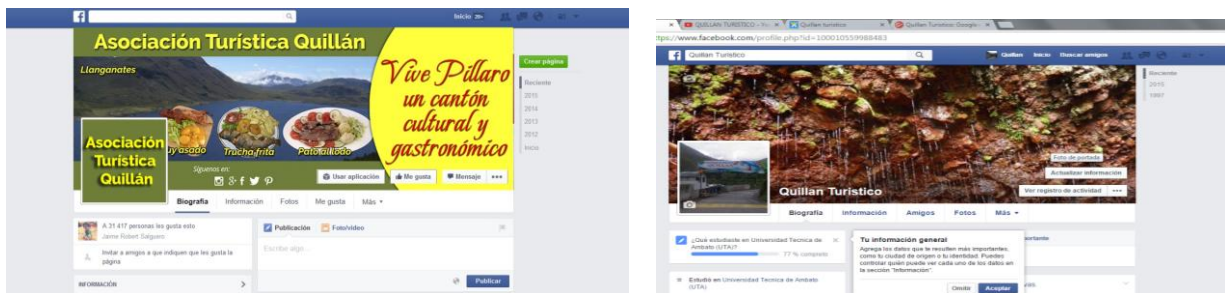 Inicio 20+
Asociación Turística Quillán
Llanganates
Vive Píllaro
un cantón
cultural y
gastronómico
Asociación
Turística
Quillán
uy asado
Trucha frita
Síguenos en:
Usar aplicación
Me gusta
Mensaje
Crear página
Reciente
2015
2014
2013
2012
Inicio
Biografía Información Fotos Me gusta Más
A 31.417 personas les gusta esto
Jaime Robert Salguero
Invitar a amigos a que indiquen que les gusta la
página
INFORMACIÓN
Publicación Foto/vídeo
Escribe algo...
Publicar
QUILLAN TURISTICO
Quillan turistico
Quillan Turistico Google
ttps://www.facebook.com/profile.php?id=100010559988483
Quillan Turistico
Quillan Inicio Buscar amigos
Reciente
2015
1997
Foto de portada
Actualizar información
Ver registro de actividad
Quillan Turistico
Biografía Información Amigos Fotos Más
¿Qué estudiaste en Universidad Tecnica de
Ambato (UTA)?
77 % completo
Estudió en Universidad Tecnica de Ambato
(UTA)
Tu información general
Agrega los datos que te resulten más importantes,
como tu ciudad de origen o tu identidad. Puedes
controlar quién puede ver cada uno de los datos en
la sección "Información".
Omitir Aceptar